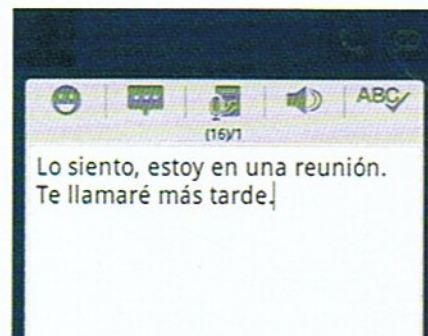 ABC
(16)/1
Lo siento, estoy en una reunión.
Te llamaré más tarde.